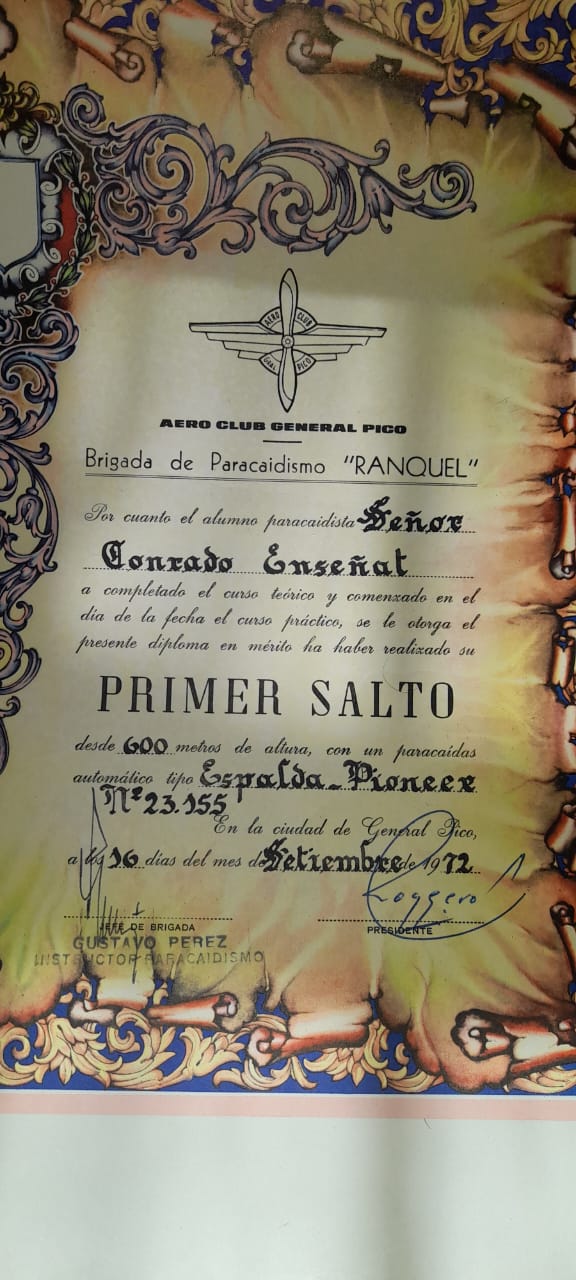 AERO CLUB
GRAL PICO
AERO CLUB GENERAL PICO
Brigada de Paracaidismo "RANQUEL"
Por cuanto el alumno paracaidista Señor
Conrado Enseñat
a completado el curso teórico y comenzado en el
día de la fecha el curso práctico, se le otorga el
presente diploma en mérito ha haber realizado su
PRIMER SALTO
desde 600 metros de altura, con un paracaídas
automático tipo Espalda - Pioneer
Nº 23.155
En la ciudad de General Pico,
a los 16 días del mes de Setiembre de 1972
Roggero
JEFE DE BRIGADA
PRESIDENTE
GUSTAVO PEREZ
INSTRUCTOR PARACAIDISMO